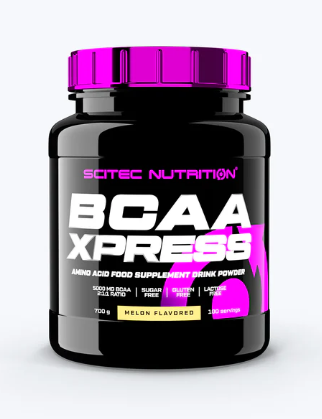 SCITEC NUTRITION
BCAA
XPRESS
AMINO ACID FOOD SUPPLEMENT DRINK POWDER
5000 MG BCAA | SUGAR | GLUTEN | LACTOSE
2:1:1 RATIO FREE FREE FREE
700 g MELON FLAVORED 100 servings